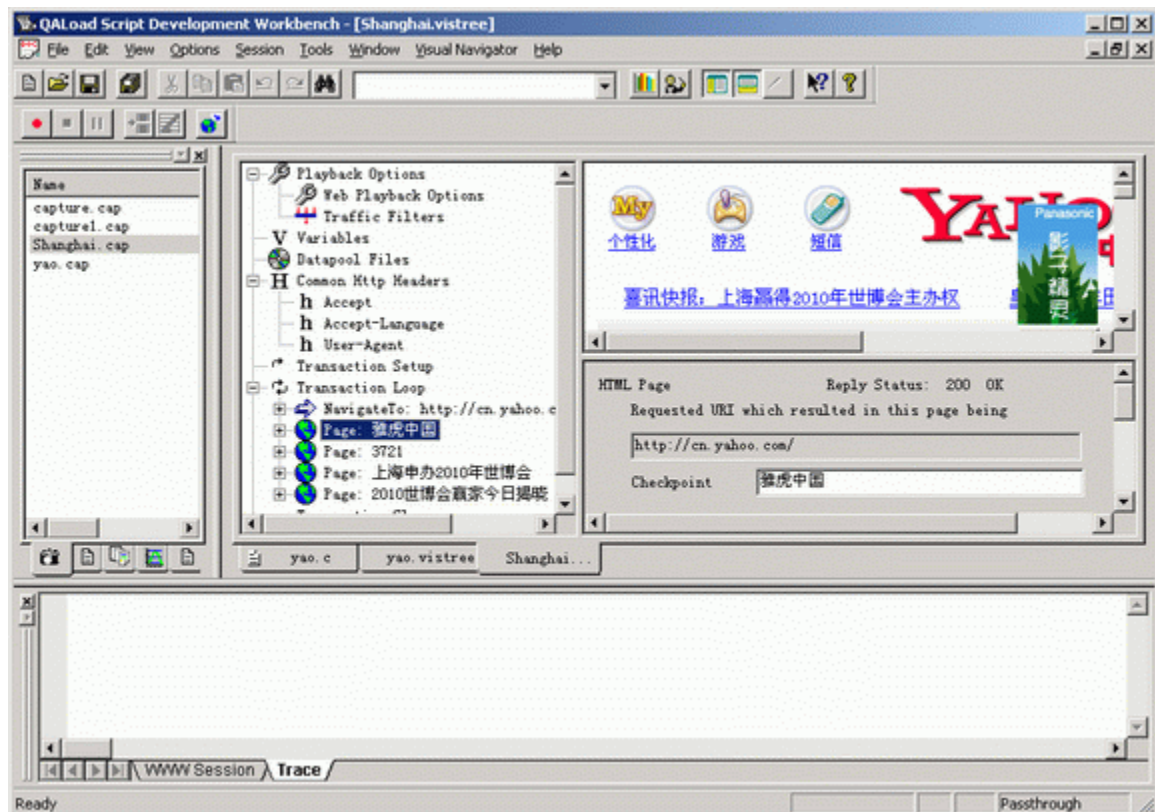 QALoad Script Development Workbench - [Shanghai.vistree]
File Edit View Options Session Tools Window Visual Navigator Help
Name
capture.cap
capture1.cap
Shanghai.cap
yao.cap
Playback Options
Web Playback Options
Traffic Filters
Variables
Datapool Files
Common Http Headers
Accept
Accept-Language
User-Agent
Transaction Setup
Transaction Loop
NavigateTo: http://cn.yahoo.c
Page: 雅虎中国
Page: 3721
Page: 上海申办2010年世博会
Page: 2010世博会赢家今日揭晓
My
个性化
游戏
短信
YAHO
Panasonic
影子精灵
喜讯快报：上海赢得2010年世博会主办权
HTML Page Reply Status: 200 OK
Requested URI which resulted in this page being
http://cn.yahoo.com/
Checkpoint 雅虎中国
yao.c yao.vistree Shanghai...
WWW Session Trace
Ready Passthrough